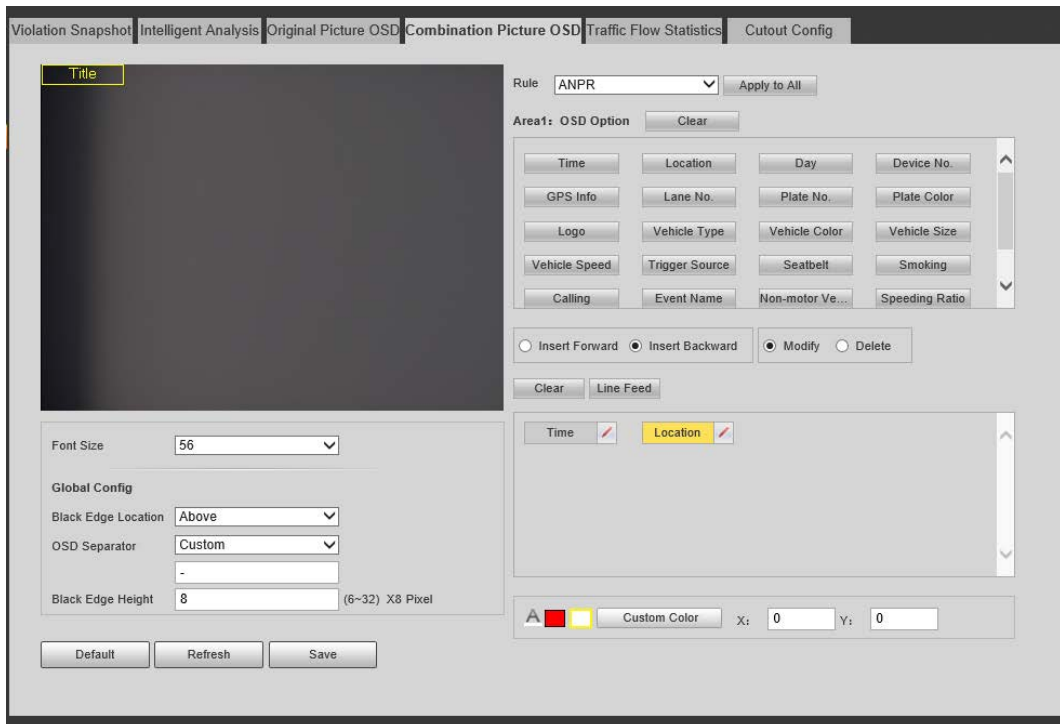 Violation Snapshot Intelligent Analysis Original Picture OSD Combination Picture OSD Traffic Flow Statistics Cutout Config
Title
Rule ANPR Apply to All
Area1: OSD Option Clear
Time Location Day Device No.
GPS Info Lane No. Plate No. Plate Color
Logo Vehicle Type Vehicle Color Vehicle Size
Vehicle Speed Trigger Source Seatbelt Smoking
Calling Event Name Non-motor Ve... Speeding Ratio
Insert Forward Insert Backward Modify Delete
Clear Line Feed
Time Location
Font Size 56
Global Config
Black Edge Location Above
OSD Separator Custom
-
Black Edge Height 8 (6~32) X8 Pixel
A Custom Color X: 0 Y: 0
Default Refresh Save